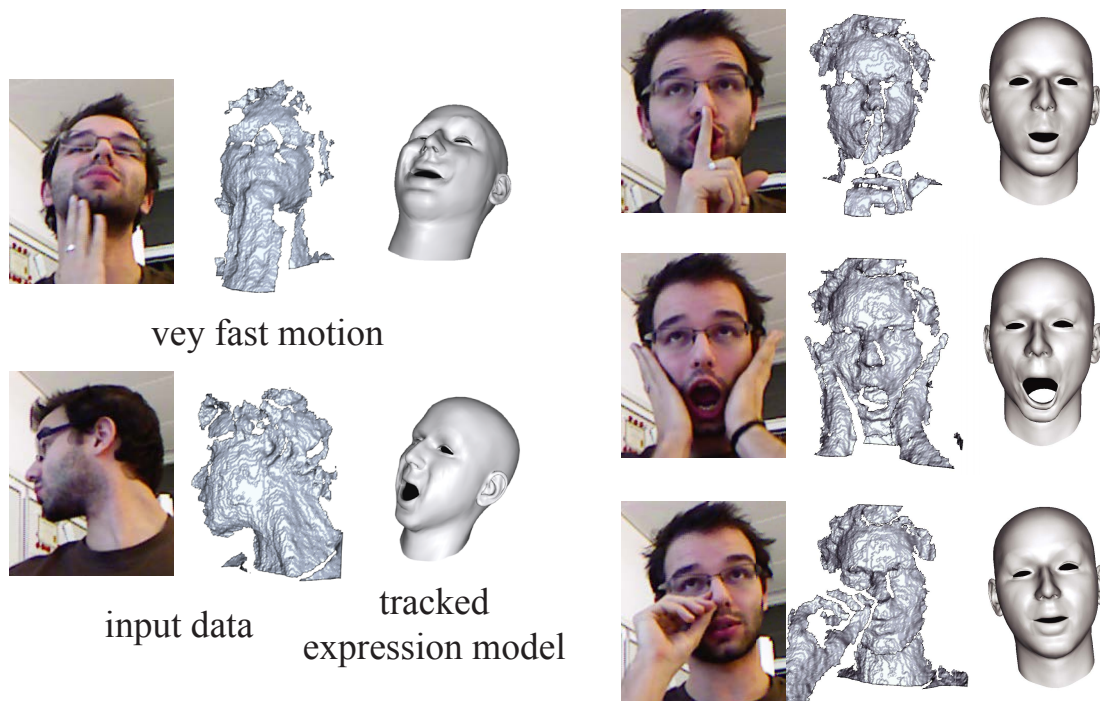 vey fast motion
input data
tracked
expression model